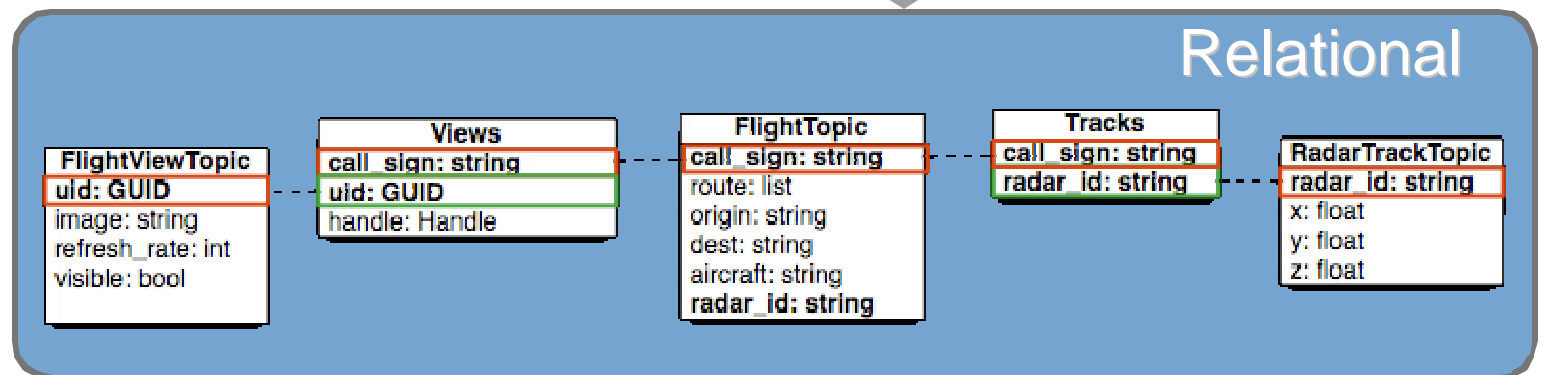 Relational
FlightViewTopic
uid: GUID
image: string
refresh_rate: int
visible: bool
Views
call_sign: string
uid: GUID
handle: Handle
FlightTopic
call_sign: string
route: list
origin: string
dest: string
aircraft: string
radar_id: string
Tracks
call_sign: string
radar_id: string
RadarTrackTopic
radar_id: string
x: float
y: float
z: float